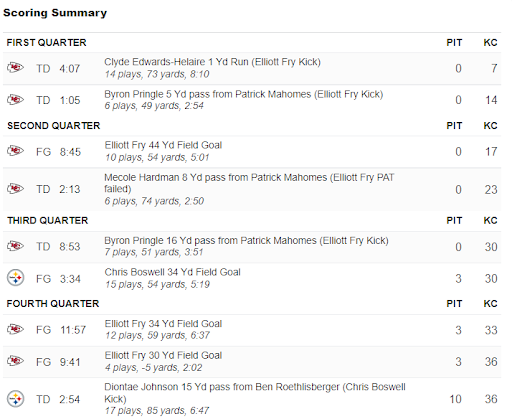 Scoring Summary
FIRST QUARTER PIT KC
TD 4:07 Clyde Edwards-Helaire 1 Yd Run (Elliott Fry Kick) 0 7
14 plays, 73 yards, 8:10
TD 1:05 Byron Pringle 5 Yd pass from Patrick Mahomes (Elliott Fry Kick) 0 14
6 plays, 49 yards, 2:54
SECOND QUARTER PIT KC
FG 8:45 Elliott Fry 44 Yd Field Goal 0 17
10 plays, 54 yards, 5:01
TD 2:13 Mecole Hardman 8 Yd pass from Patrick Mahomes (Elliott Fry PAT 0 23
failed)
6 plays, 74 yards, 2:50
THIRD QUARTER PIT KC
TD 8:53 Byron Pringle 16 Yd pass from Patrick Mahomes (Elliott Fry Kick) 0 30
7 plays, 51 yards, 3:51
FG 3:34 Chris Boswell 34 Yd Field Goal 3 30
15 plays, 54 yards, 5:19
FOURTH QUARTER PIT KC
FG 11:57 Elliott Fry 34 Yd Field Goal 3 33
12 plays, 59 yards, 6:37
FG 9:41 Elliott Fry 30 Yd Field Goal 3 36
4 plays, -5 yards, 2:02
TD 2:54 Diontae Johnson 15 Yd pass from Ben Roethlisberger (Chris Boswell 10 36
Kick)
17 plays, 85 yards, 6:47